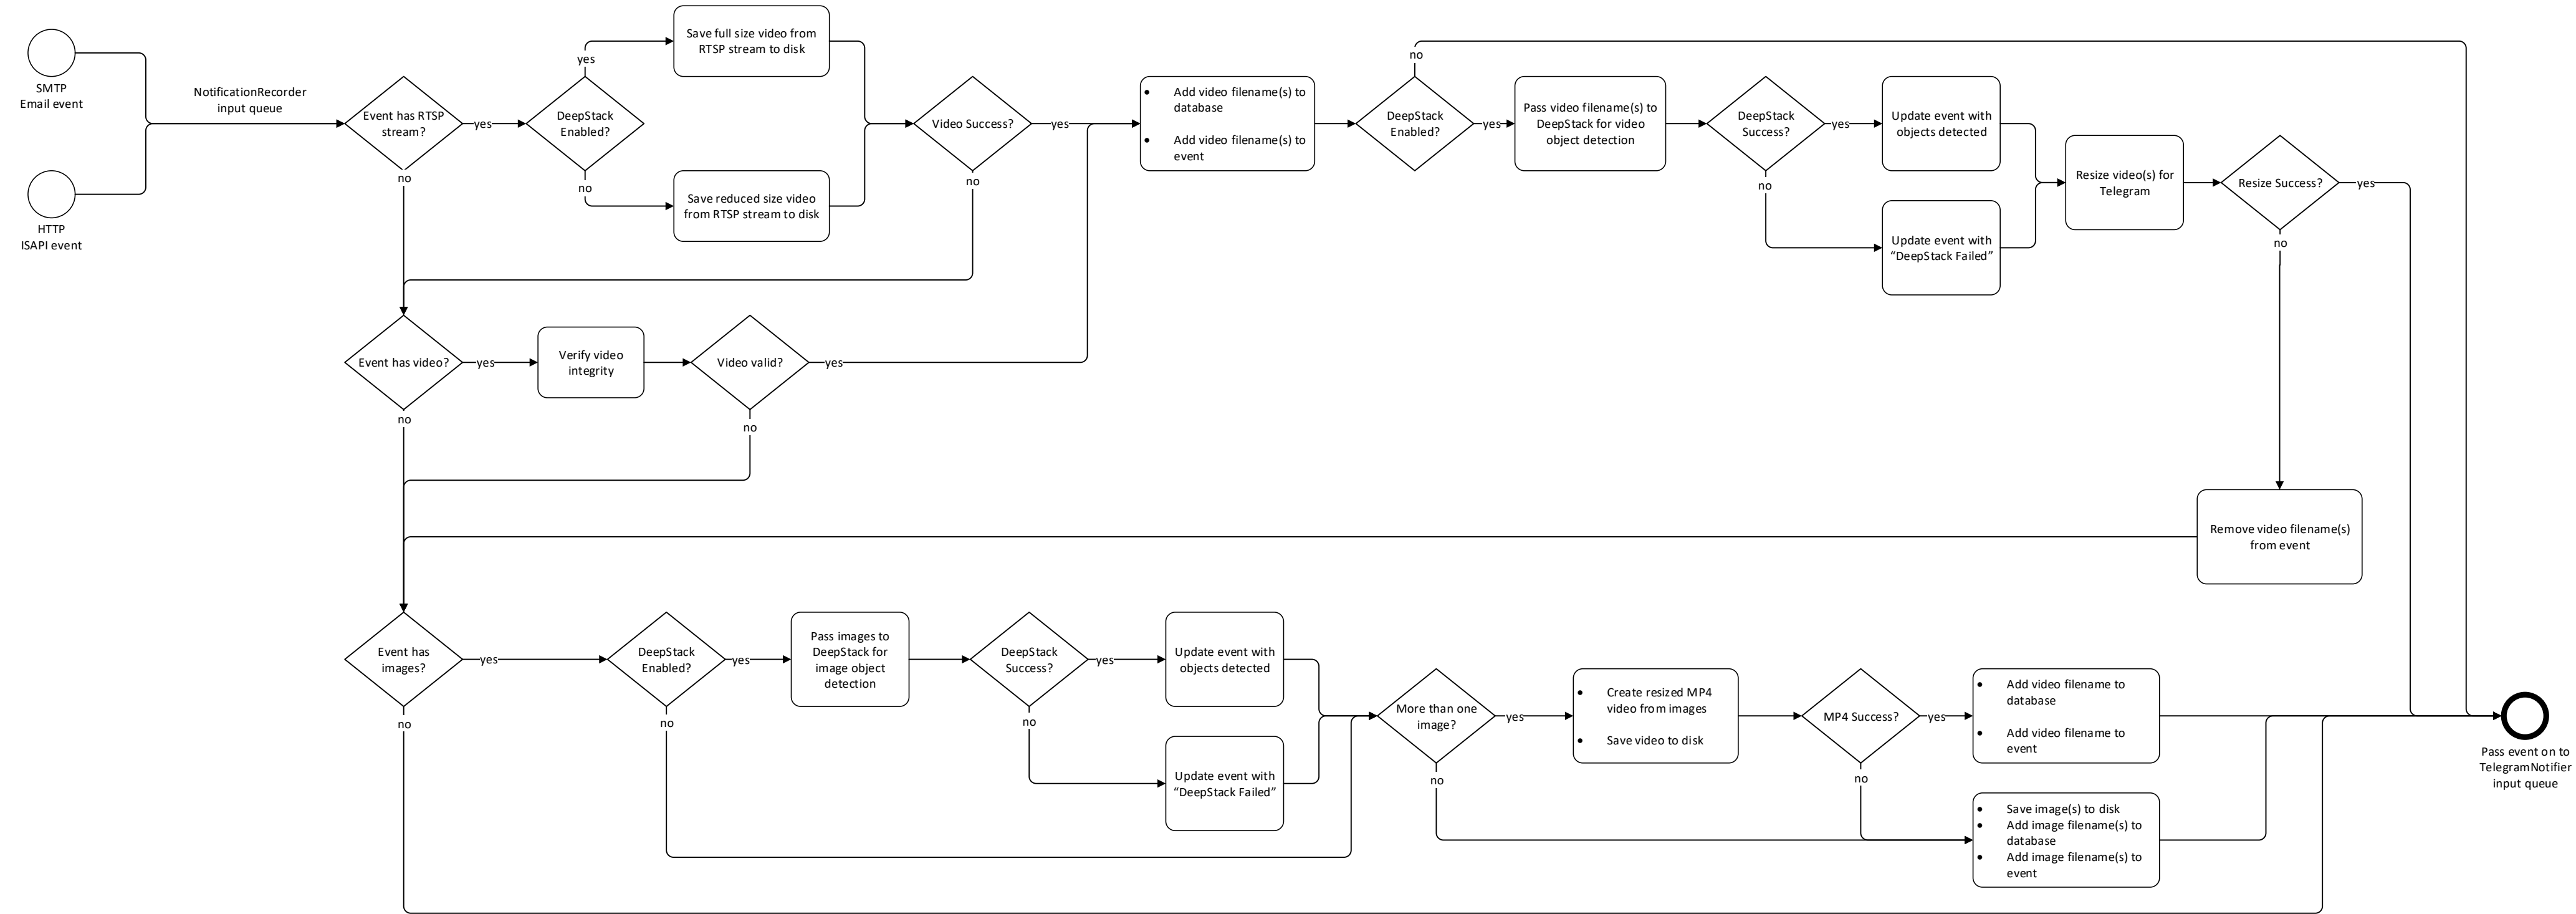 SMTP
Email event
HTTP
ISAPI event
NotificationRecorder
input queue
Event has RTSP
stream?
yes
no
DeepStack
Enabled?
yes
no
Save full size video from
RTSP stream to disk
Save reduced size video
from RTSP stream to disk
Video Success?
yes
no
• Add video filename(s) to
database
• Add video filename(s) to
event
DeepStack
Enabled?
no
yes
Pass video filename(s) to
DeepStack for video
object detection
DeepStack
Success?
yes
no
Update event with
objects detected
Update event with
“DeepStack Failed”
Resize video(s) for
Telegram
Resize Success?
yes
no
Remove video filename(s)
from event
Event has video?
yes
no
Verify video
integrity
Video valid?
yes
no
Event has
images?
yes
no
DeepStack
Enabled?
yes
no
Pass images to
DeepStack for
image object
detection
DeepStack
Success?
yes
no
Update event with
objects detected
Update event with
“DeepStack Failed”
More than one
image?
yes
no
• Create resized MP4
video from images
• Save video to disk
MP4 Success?
yes
no
• Add video filename to
database
• Add video filename to
event
• Save image(s) to disk
• Add image filename(s) to
database
• Add image filename(s) to
event
Pass event on to
TelegramNotifier
input queue